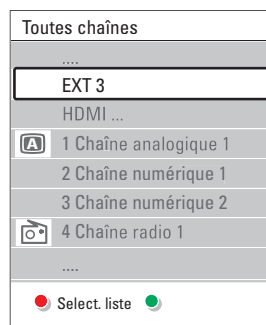 Toutes chaînes
....
EXT 3
HDMI ...
A 1 Chaîne analogique 1
2 Chaîne numérique 1
3 Chaîne numérique 2
4 Chaîne radio 1
....
Select. liste